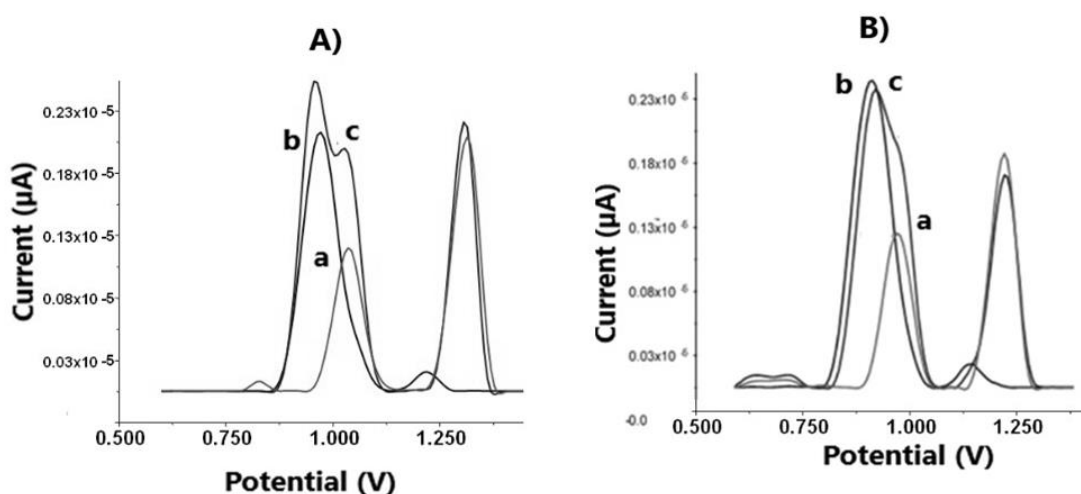 A)
b
c
a
0.23x10 -5
0.18x10 -5
0.13x10 -5
0.08x10 -5
0.03x10 -5
Current (µA)
0.500
0.750
1.000
1.250
Potential (V)
B)
b
c
a
0.23x10 -6
0.18x10 -6
0.13x10 -6
0.08x10 -6
0.03x10 -6
-0.0
Current (µA)
0.500
0.750
1.000
1.250
Potential (V)